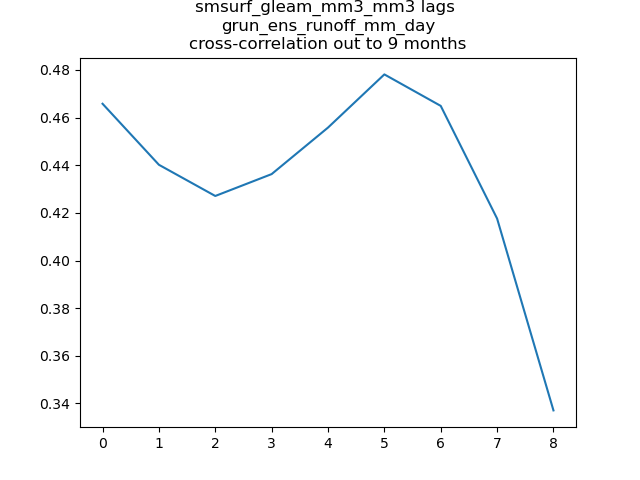 smsurf_gleam_mm3_mm3 lags
grun_ens_runoff_mm_day
cross-correlation out to 9 months
0.48
0.46
0.44
0.42
0.40
0.38
0.36
0.34
0 1 2 3 4 5 6 7 8